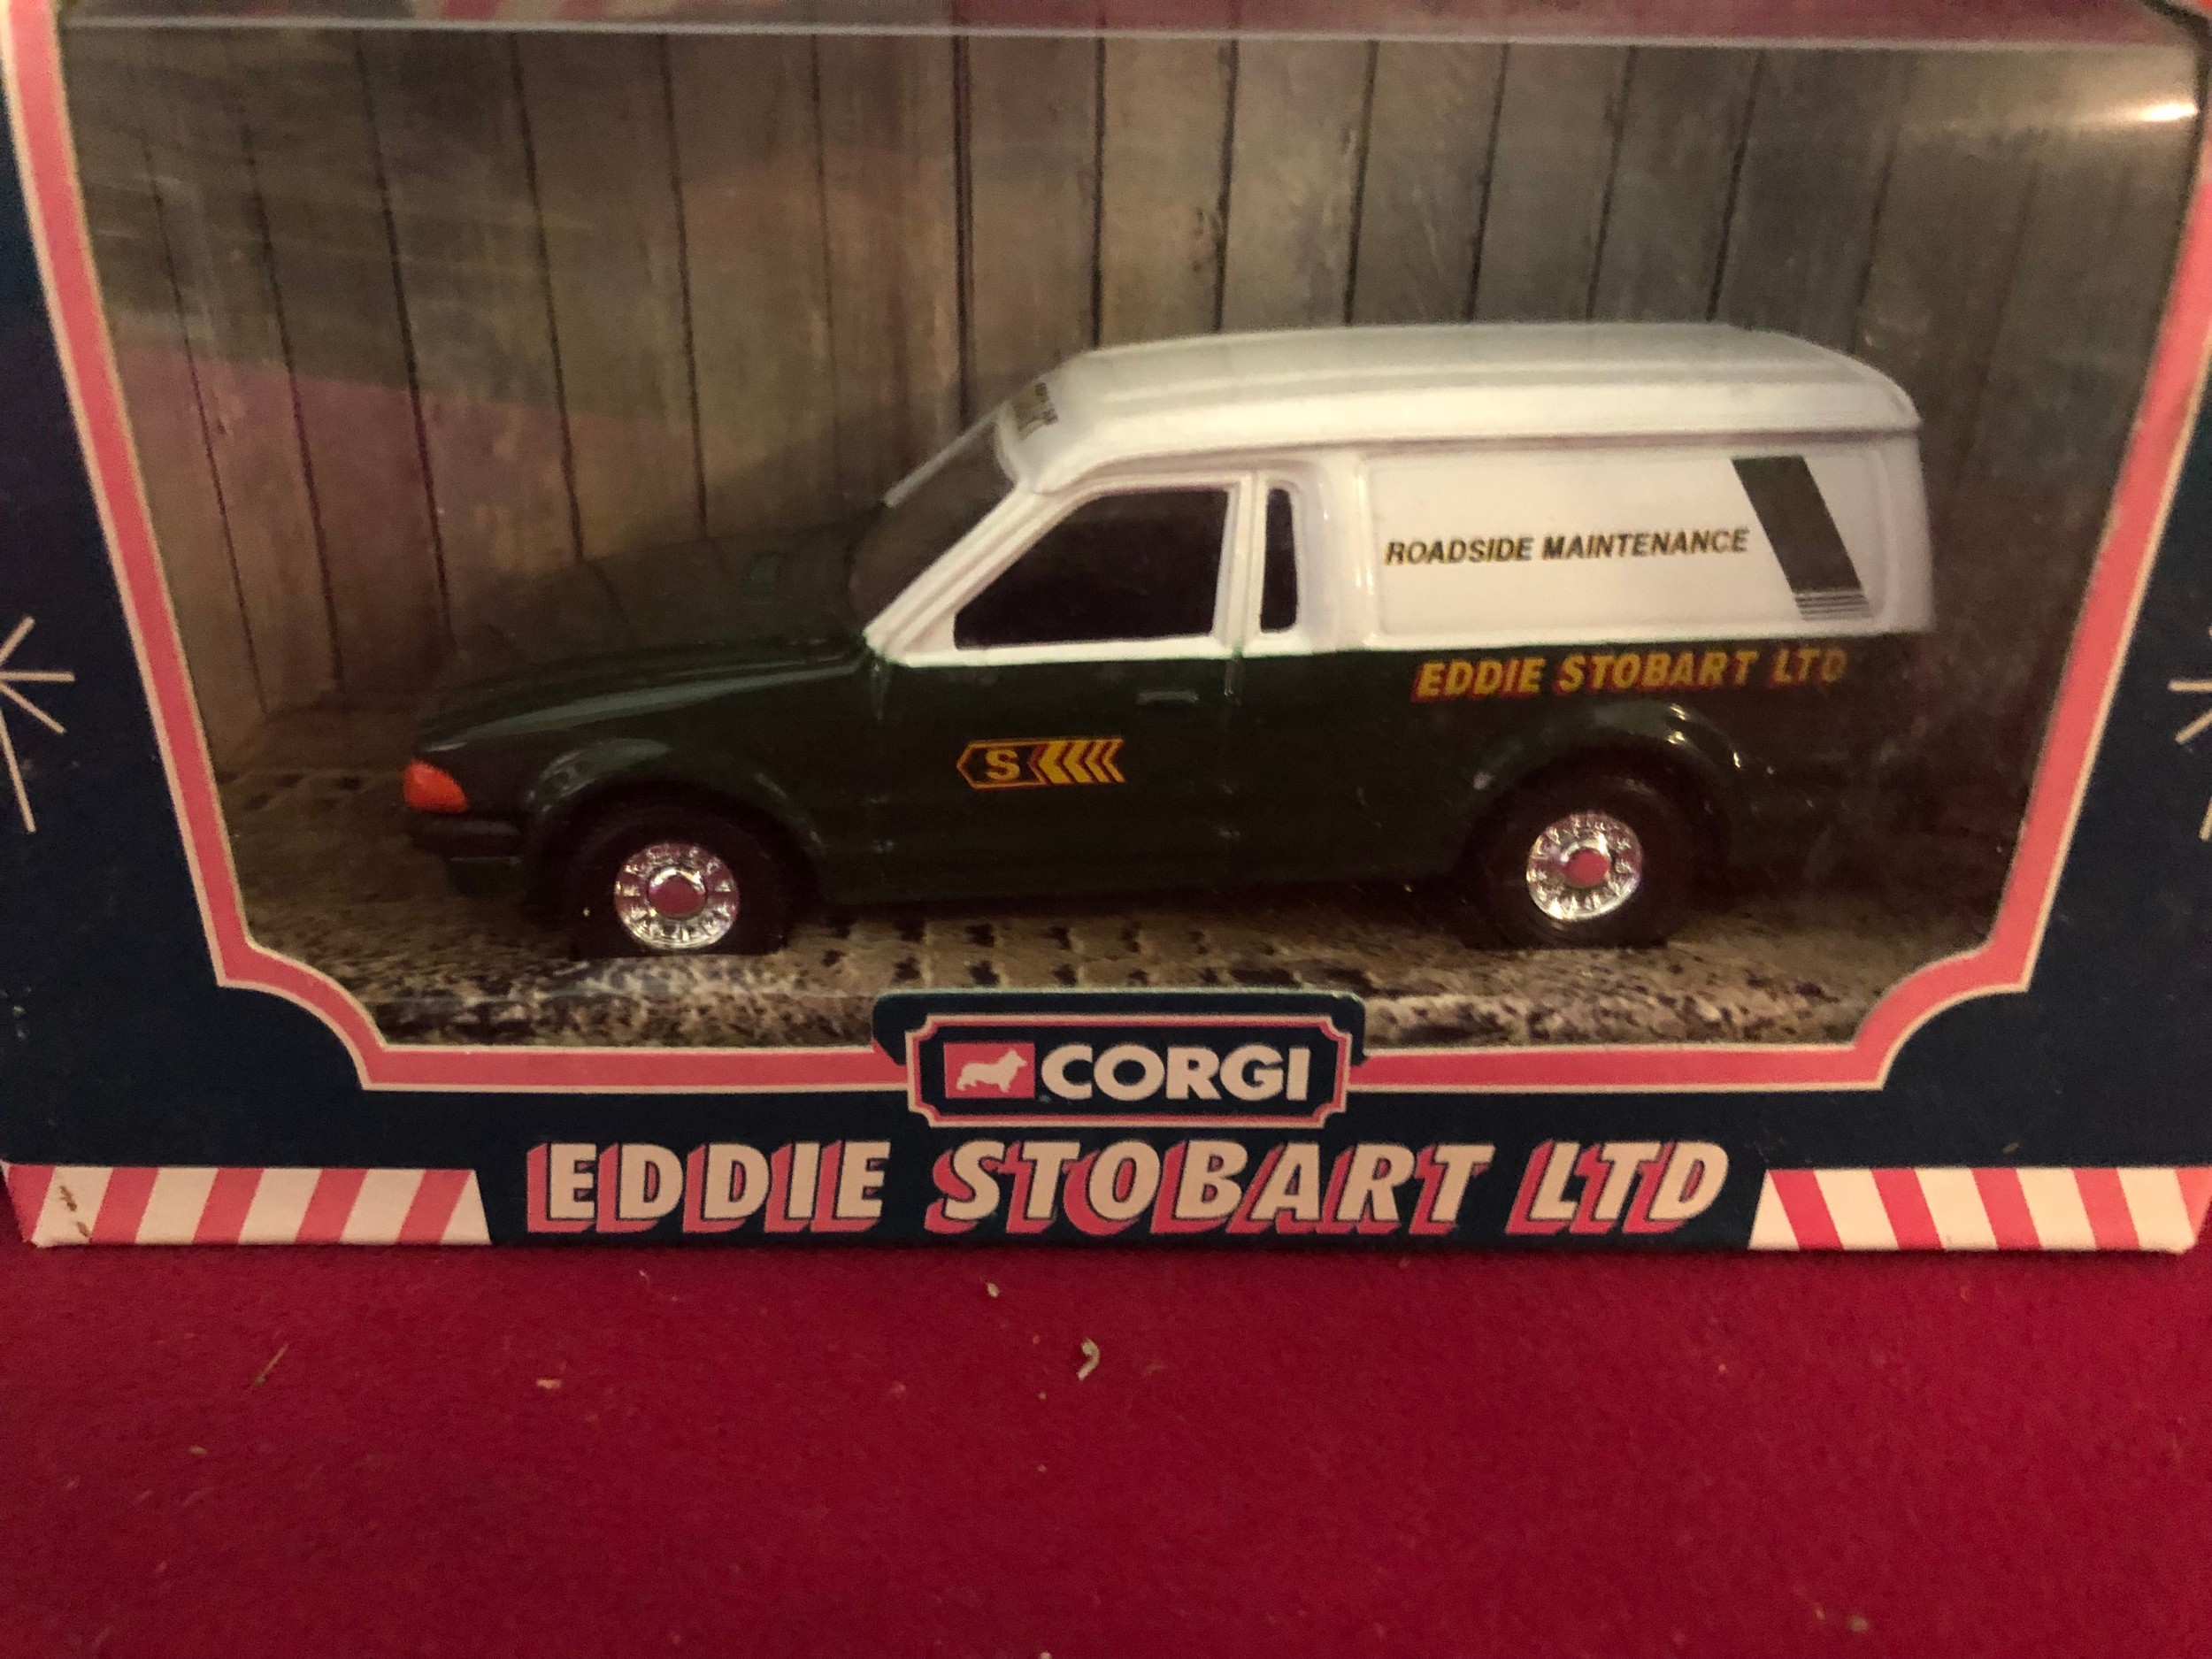 ROADSIDE MAINTENANCE
EDDIE STOBART LTD
S
CORGI
EDDIE STOBART LTD